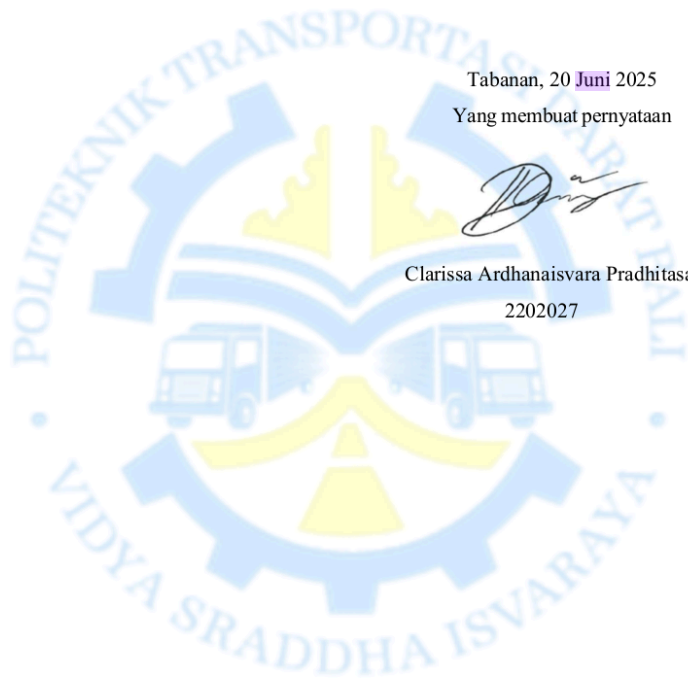 POLITEKNIK TRANSPORTASI DARAT BALI
Tabanan, 20 Juni 2025
Yang membuat pernyataan
Clarissa Ardhanaisvara Pradhitasa
2202027
VIDYA SRADDHA ISVARAYA